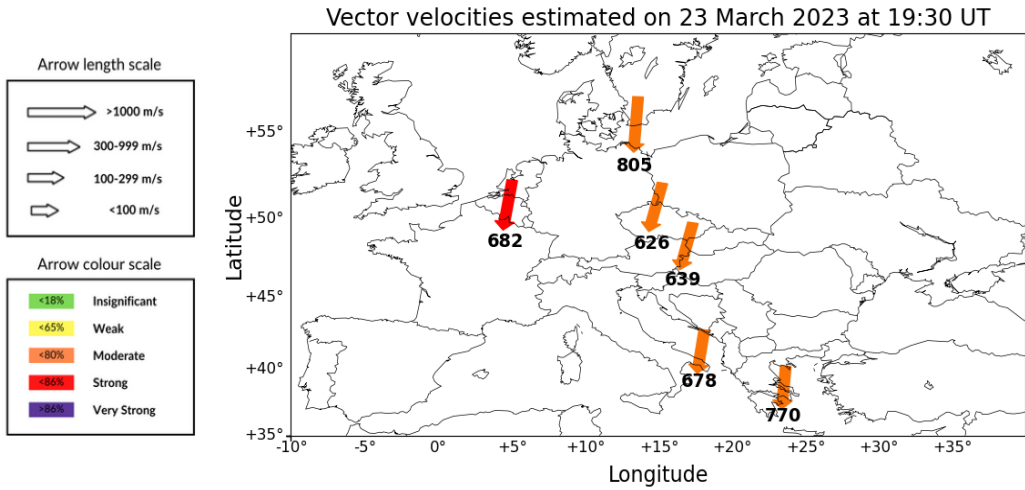 Vector velocities estimated on 23 March 2023 at 19:30 UT
Arrow length scale
>1000 m/s
300-999 m/s
100-299 m/s
<100 m/s
Arrow colour scale
<18% Insignificant
<65% Weak
<80% Moderate
<86% Strong
>86% Very Strong
Latitude
+55°
+50°
+45°
+40°
+35°
805
682
626
639
678
770
-10° -5° 0° +5° +10° +15° +20° +25° +30° +35°
Longitude